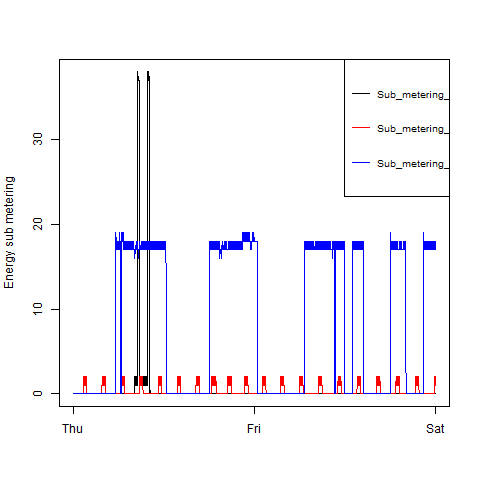 Energy sub metering
30
20
10
0
Thu
Fri
Sat
Sub_metering_
Sub_metering_
Sub_metering_